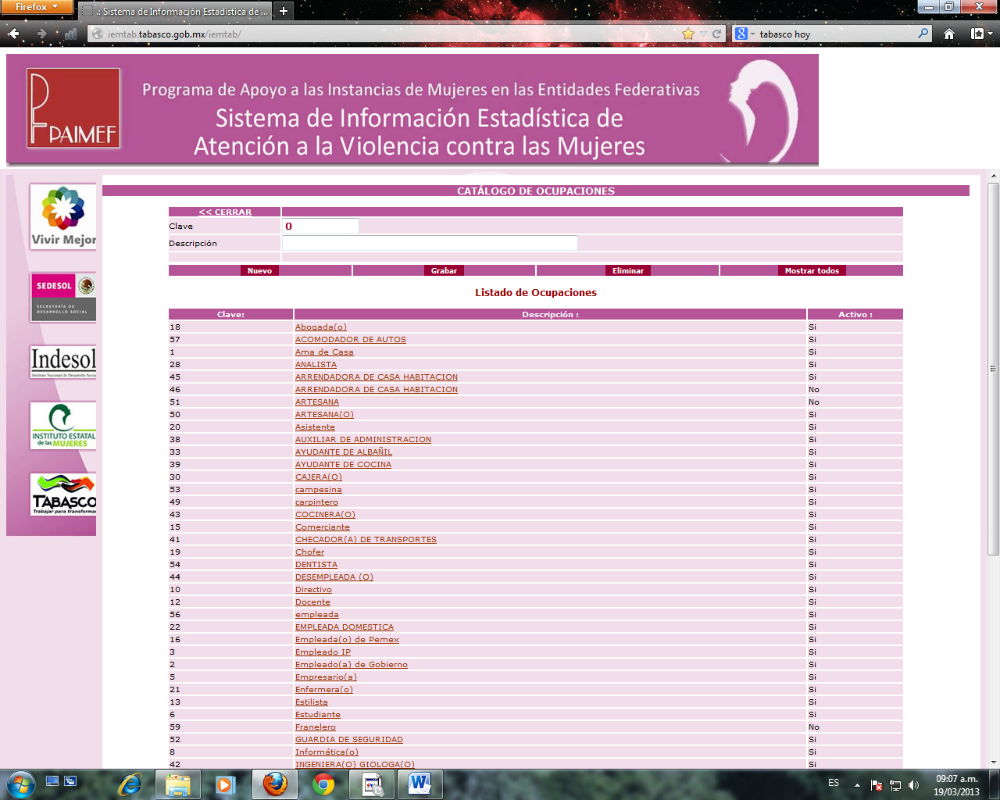 Firefox
.: Sistema de Información Estadística de ...
iemtab.tabasco.gob.mx/iemtab/
tabasco hoy
PAIMEF
Programa de Apoyo a las Instancias de Mujeres en las Entidades Federativas
Sistema de Información Estadística de
Atención a la Violencia contra las Mujeres
Vivir Mejor
SEDESOL
SECRETARÍA DE
DESARROLLO SOCIAL
Indesol
Instituto Nacional de Desarrollo Social
INSTITUTO ESTATAL
de las MUJERES
TABASCO
Trabajar para transformar
CATÁLOGO DE OCUPACIONES
<< CERRAR
Clave 0
Descripción
Nuevo Grabar Eliminar Mostrar todos
Listado de Ocupaciones
Clave: Descripción : Activo :
18 Abogada(o) Si
57 ACOMODADOR DE AUTOS Si
1 Ama de Casa Si
28 ANALISTA Si
45 ARRENDADORA DE CASA HABITACION Si
46 ARRENDADORA DE CASA HABITACION No
51 ARTESANA No
50 ARTESANA(O) Si
20 Asistente Si
38 AUXILIAR DE ADMINISTRACION Si
33 AYUDANTE DE ALBAÑIL Si
39 AYUDANTE DE COCINA Si
30 CAJERA(O) Si
53 campesina Si
49 carpintero Si
43 COCINERA(O) Si
15 Comerciante Si
41 CHECADOR(A) DE TRANSPORTES Si
19 Chofer Si
54 DENTISTA Si
44 DESEMPLEADA (O) Si
10 Directivo Si
12 Docente Si
56 empleada Si
22 EMPLEADA DOMESTICA Si
16 Empleada(o) de Pemex Si
3 Empleado IP Si
2 Empleado(a) de Gobierno Si
5 Empresario(a) Si
21 Enfermera(o) Si
13 Estilista Si
6 Estudiante Si
59 Franelero No
52 GUARDIA DE SEGURIDAD Si
8 Informática(o) Si
42 INGENIERA(O) GIOLOGA(O) Si
ES
09:07 a.m.
19/03/2013